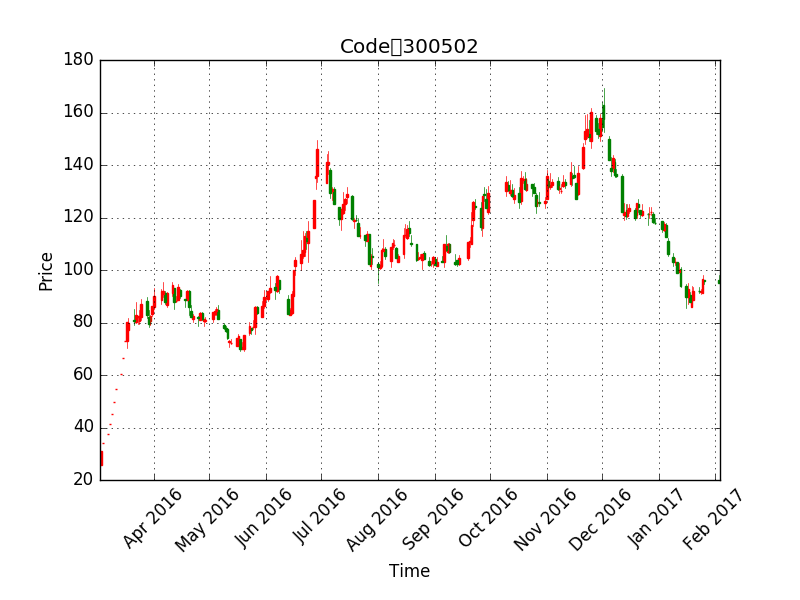 Code▯300502
180
160
140
120
100
80
60
40
20
Price
Apr 2016
May 2016
Jun 2016
Jul 2016
Aug 2016
Sep 2016
Oct 2016
Nov 2016
Dec 2016
Jan 2017
Feb 2017
Time